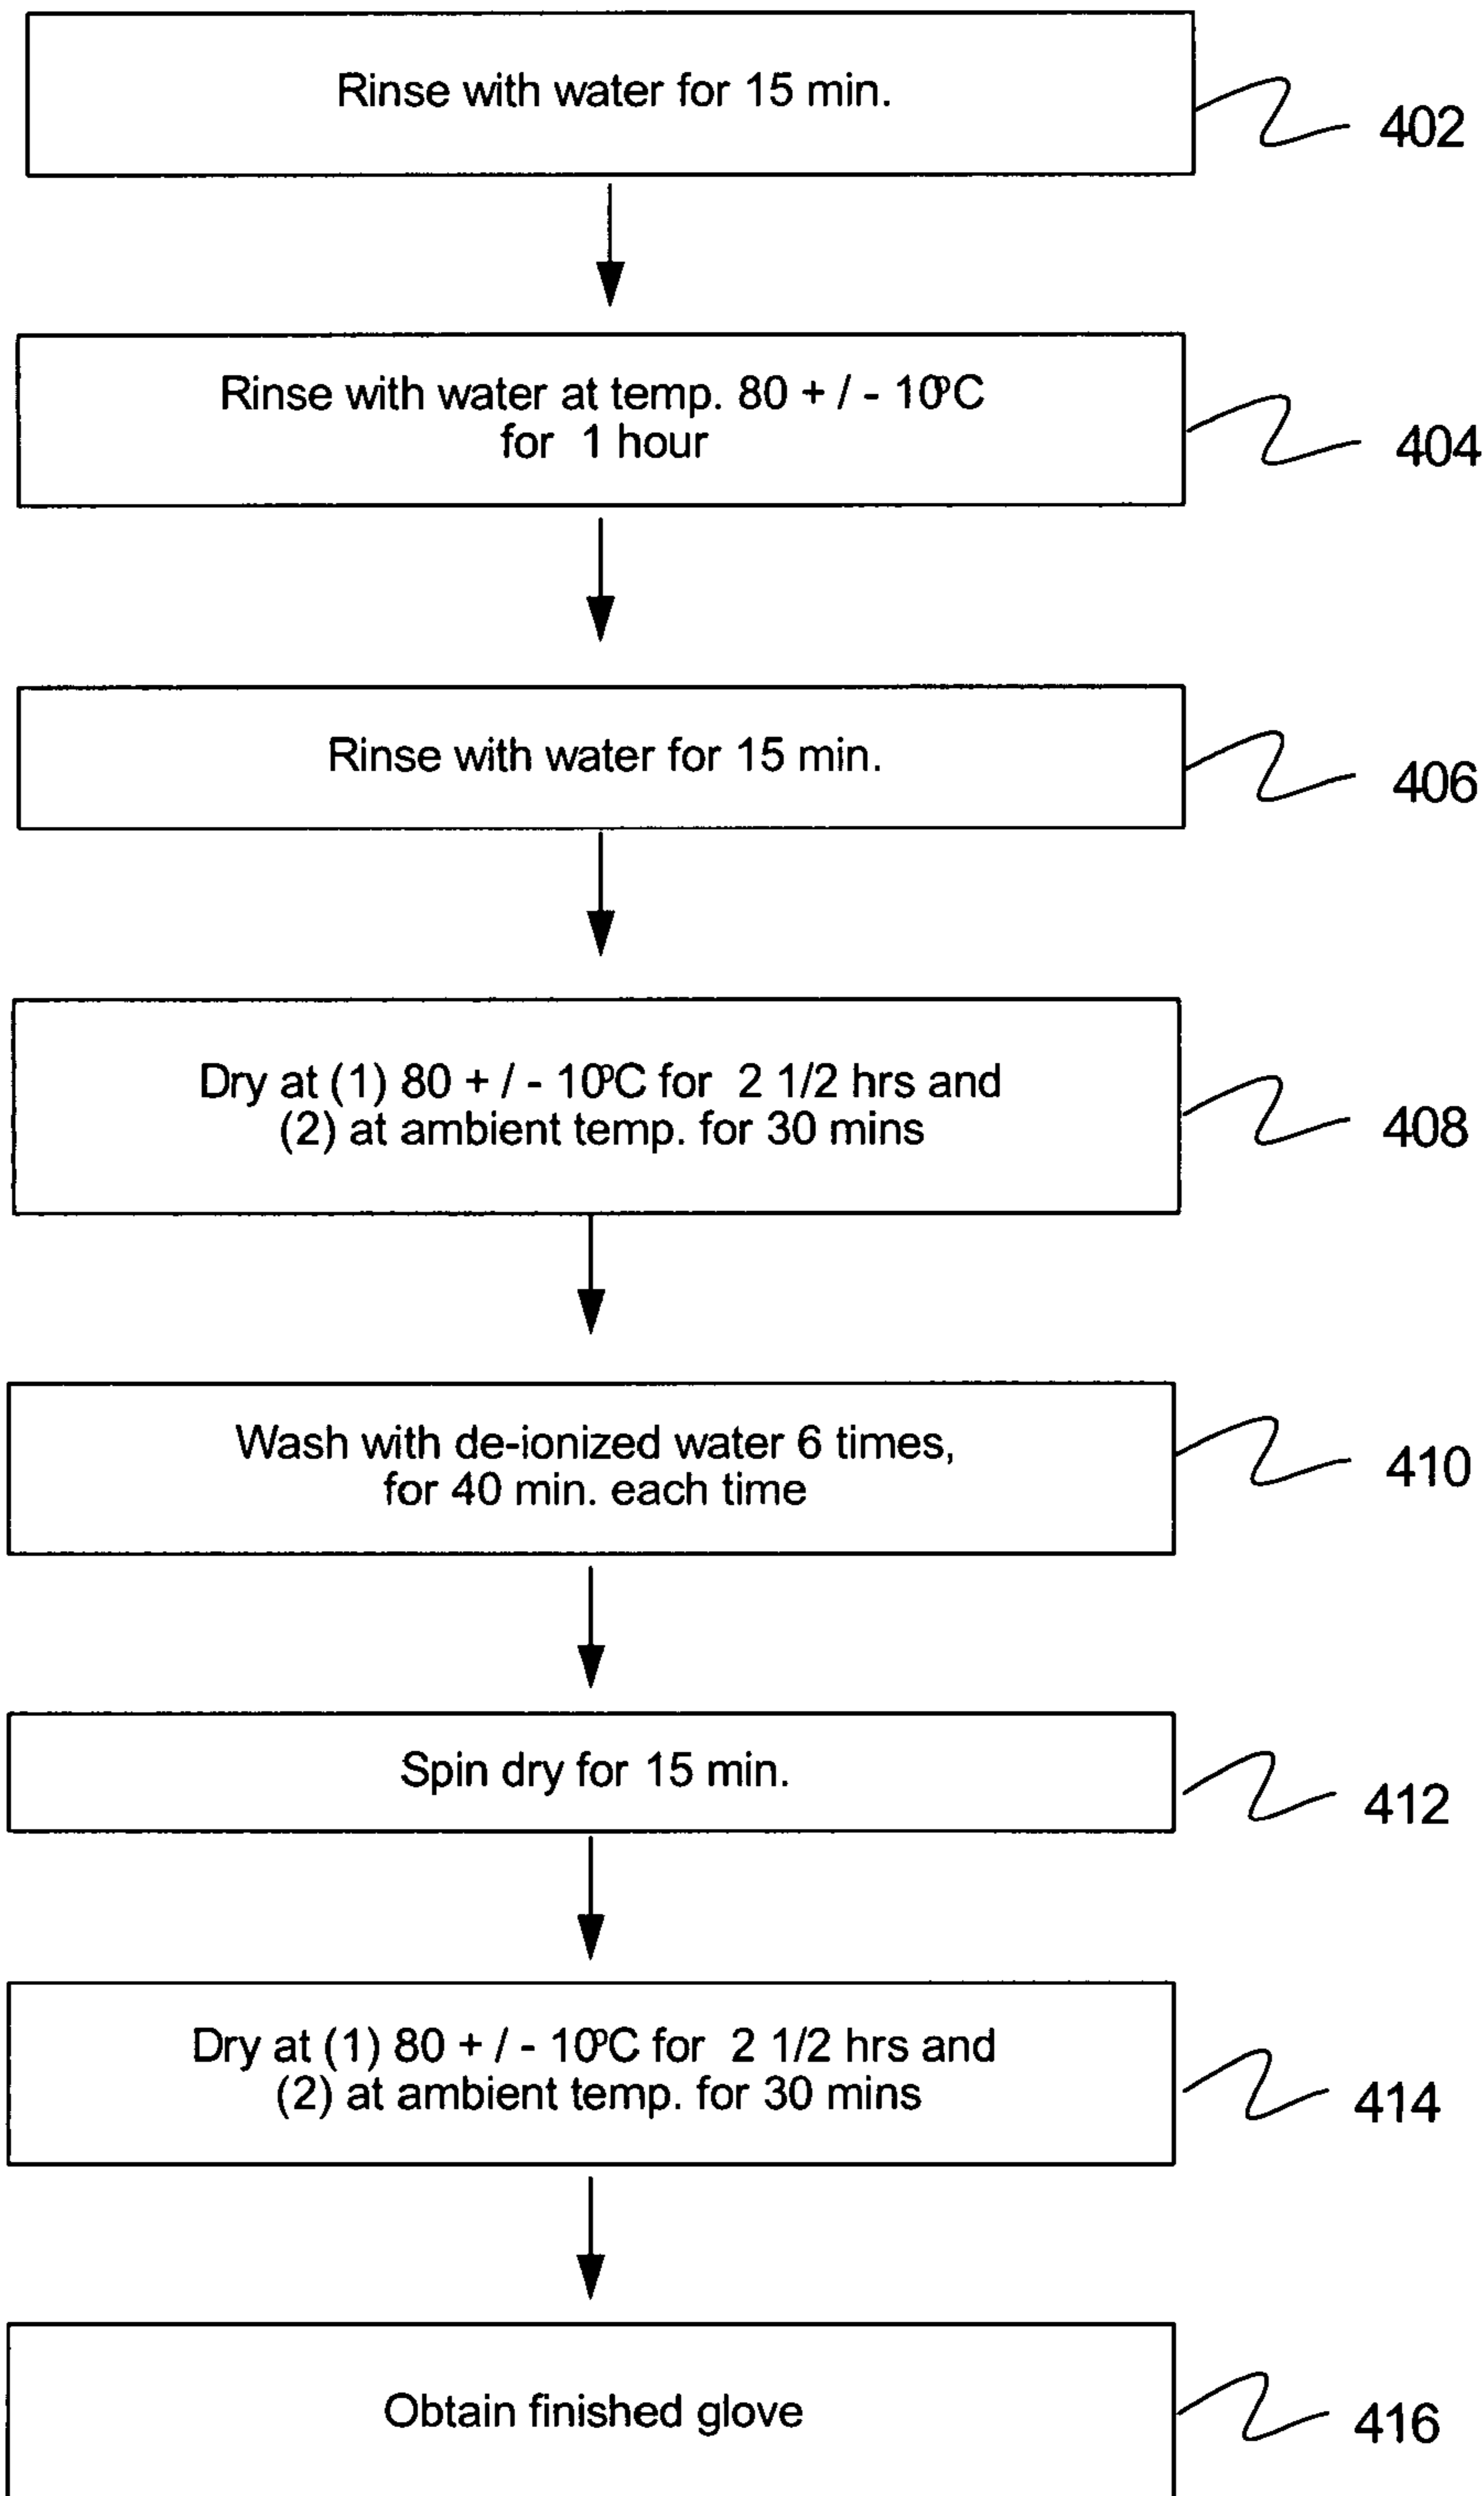 Rinse with water for 15 min.
402
Rinse with water at temp. 80 + / - 10ºC
for 1 hour
404
Rinse with water for 15 min.
406
Dry at (1) 80 + / - 10ºC for 2 1/2 hrs and
(2) at ambient temp. for 30 mins
408
Wash with de-ionized water 6 times,
for 40 min. each time
410
Spin dry for 15 min.
412
Dry at (1) 80 + / - 10ºC for 2 1/2 hrs and
(2) at ambient temp. for 30 mins
414
Obtain finished glove
416